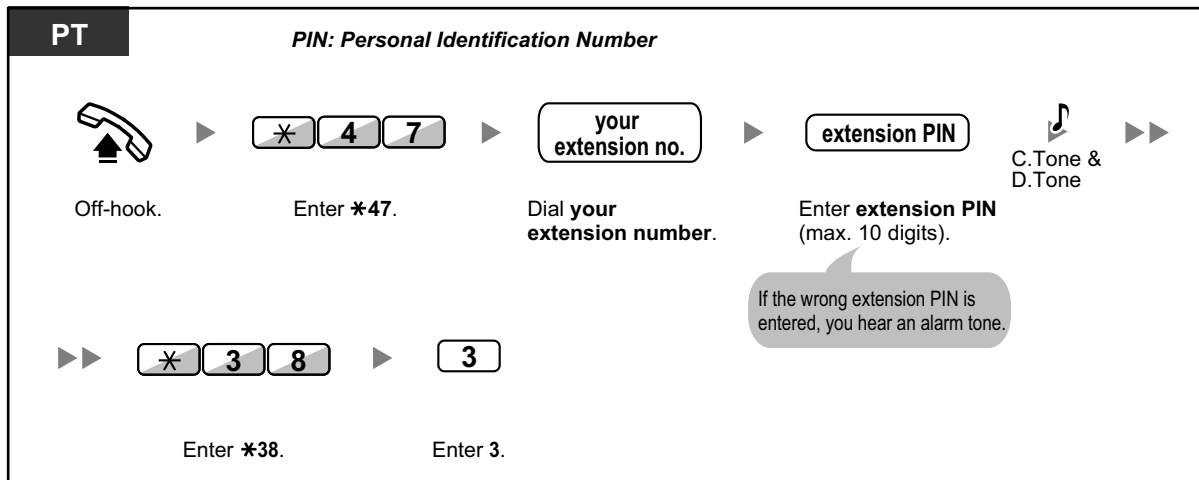 PT
PIN: Personal Identification Number
* 4 7
your
extension no.
extension PIN
C.Tone &
D.Tone
Off-hook.
Enter *47.
Dial your
extension number.
Enter extension PIN
(max. 10 digits).
If the wrong extension PIN is
entered, you hear an alarm tone.
* 3 8
3
Enter *38.
Enter 3.